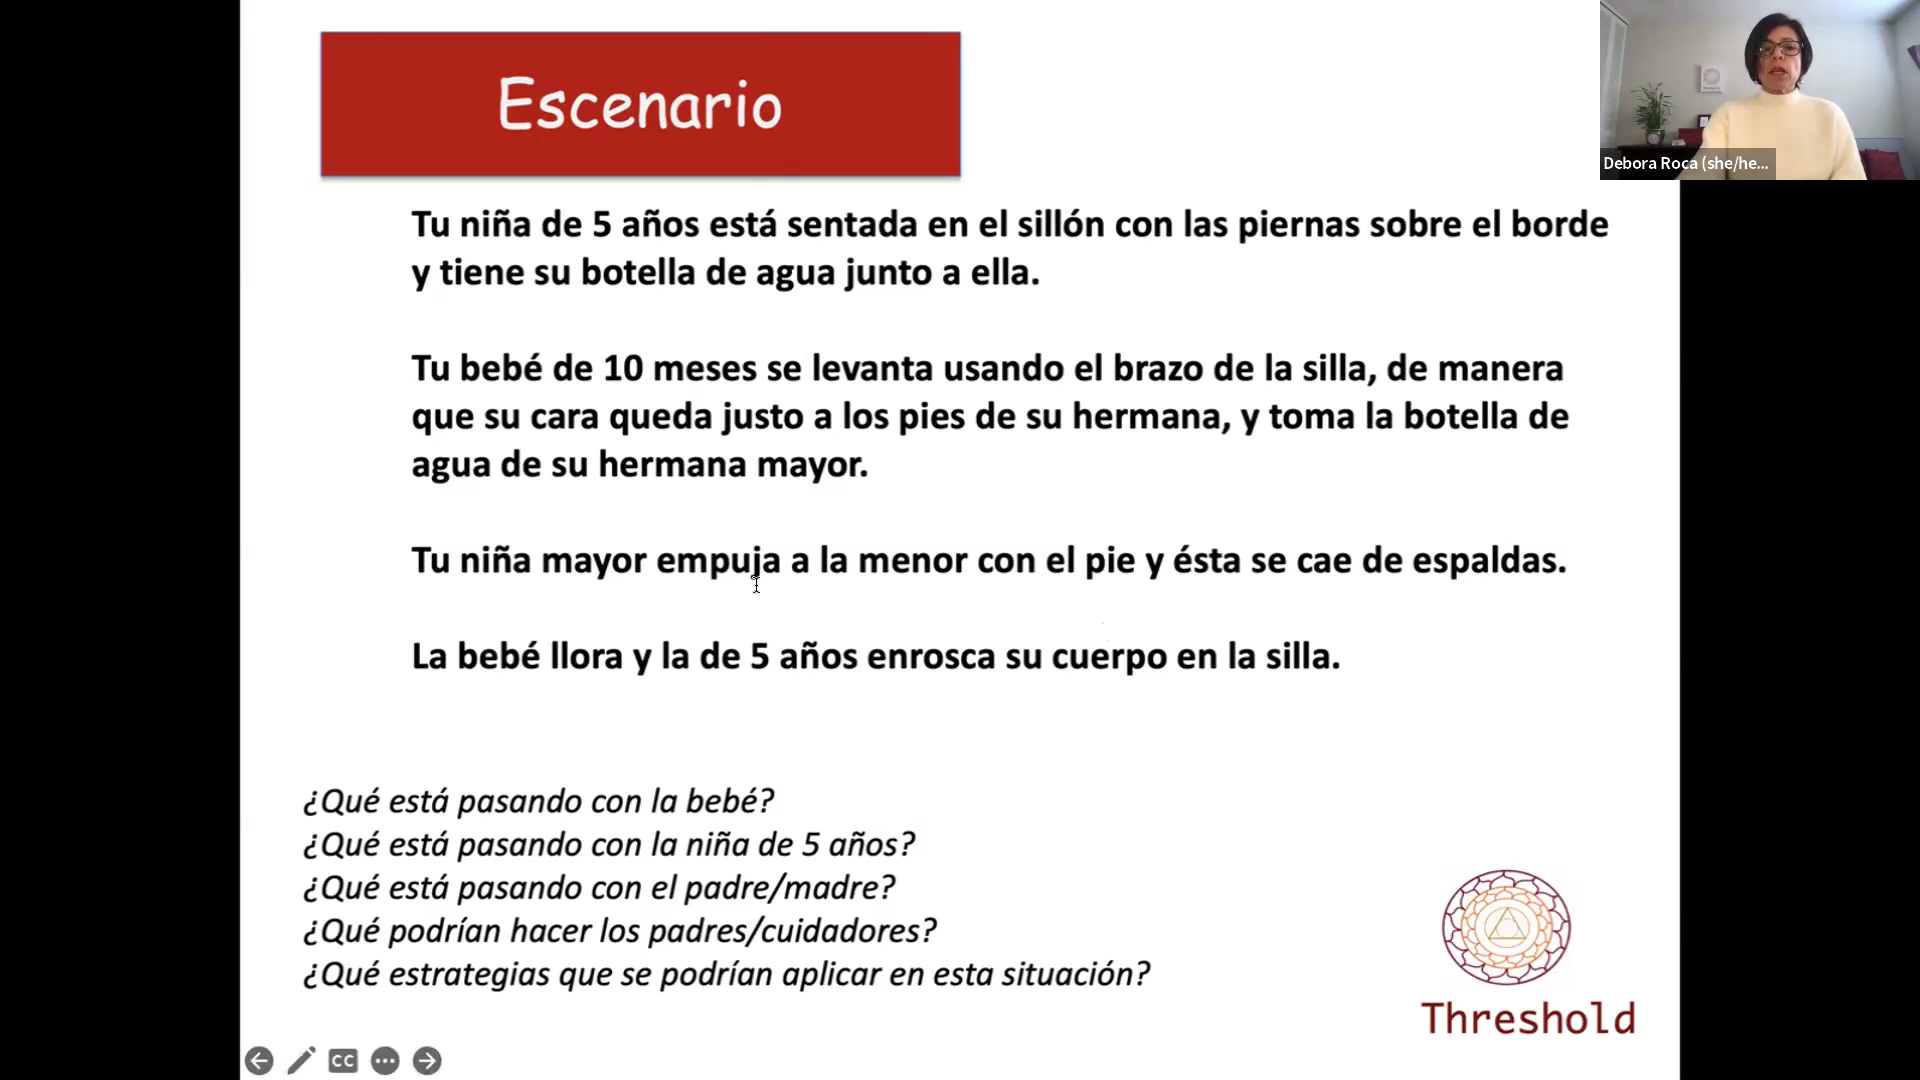 Escenario
Debora Roca (she/he...
Tu niña de 5 años está sentada en el sillón con las piernas sobre el borde
y tiene su botella de agua junto a ella.
Tu bebé de 10 meses se levanta usando el brazo de la silla, de manera
que su cara queda justo a los pies de su hermana, y toma la botella de
agua de su hermana mayor.
Tu niña mayor empuja a la menor con el pie y ésta se cae de espaldas.
La bebé llora y la de 5 años enrosca su cuerpo en la silla.
¿Qué está pasando con la bebé?
¿Qué está pasando con la niña de 5 años?
¿Qué está pasando con el padre/madre?
¿Qué podrían hacer los padres/cuidadores?
¿Qué estrategias que se podrían aplicar en esta situación?
Threshold
CC